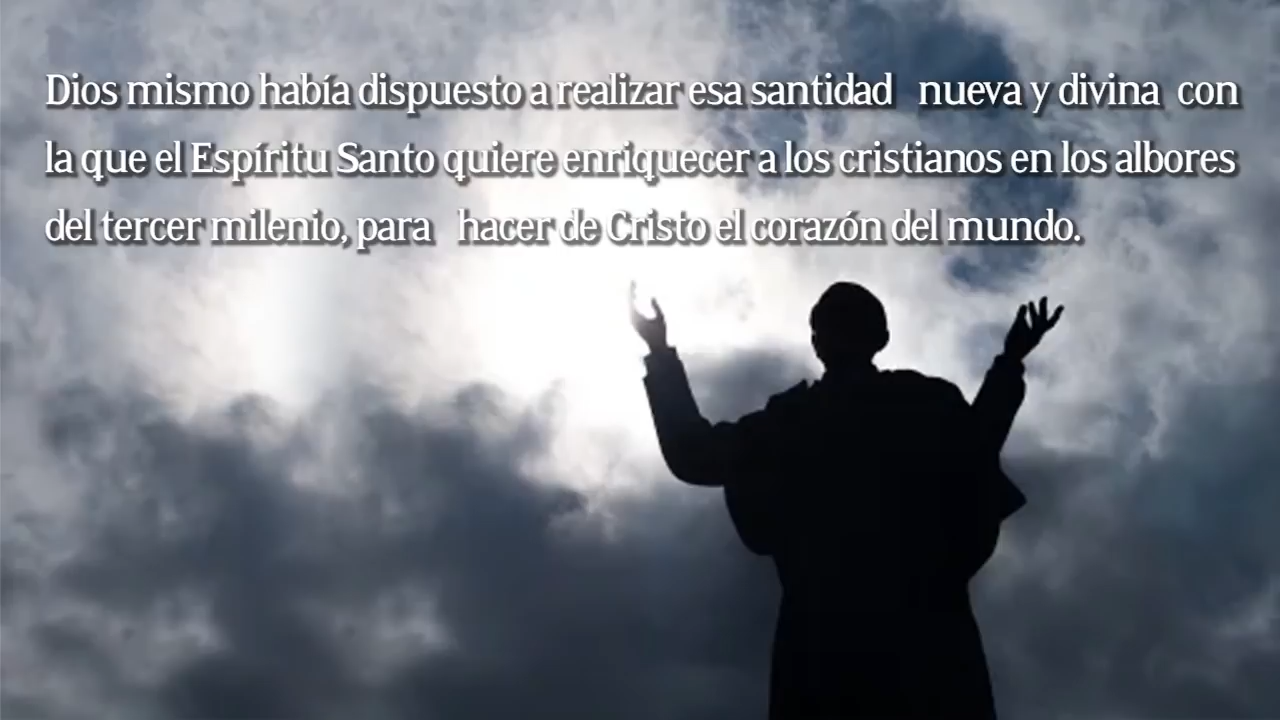 Dios mismo había dispuesto a realizar esa santidad nueva y divina con
la que el Espíritu Santo quiere enriquecer a los cristianos en los albores
del tercer milenio, para hacer de Cristo el corazón del mundo.